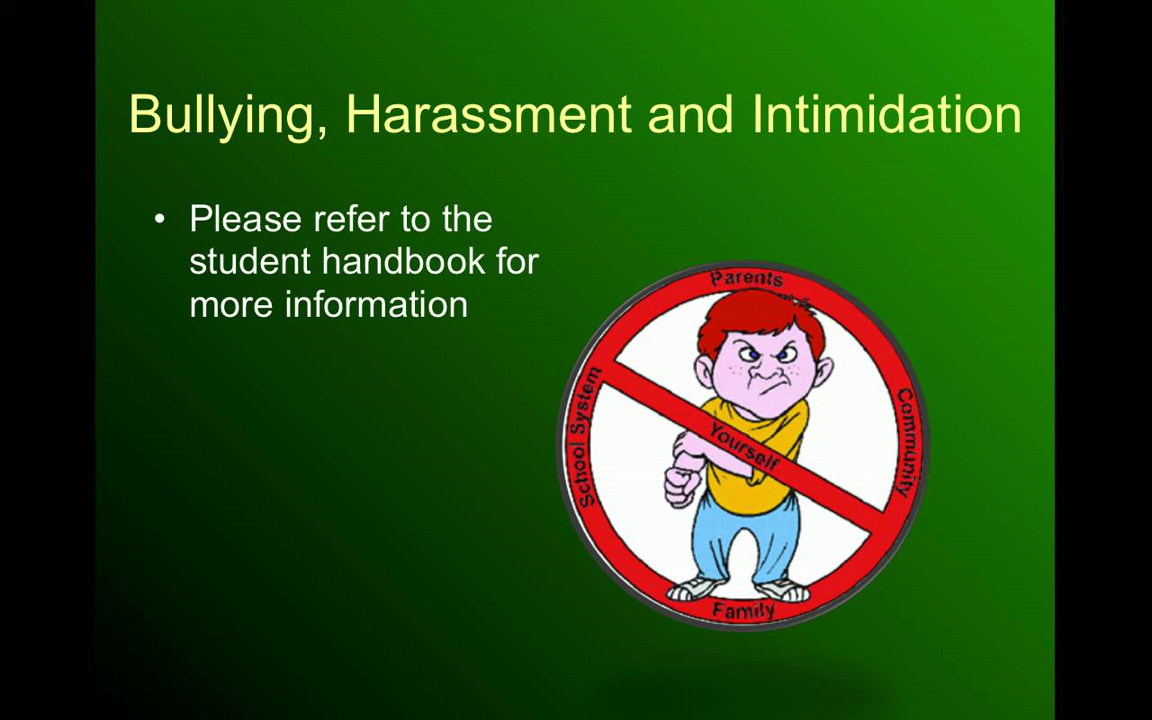 Bullying, Harassment and Intimidation
• Please refer to the
student handbook for
more information
Parents
School System
Yourself
Community
Family